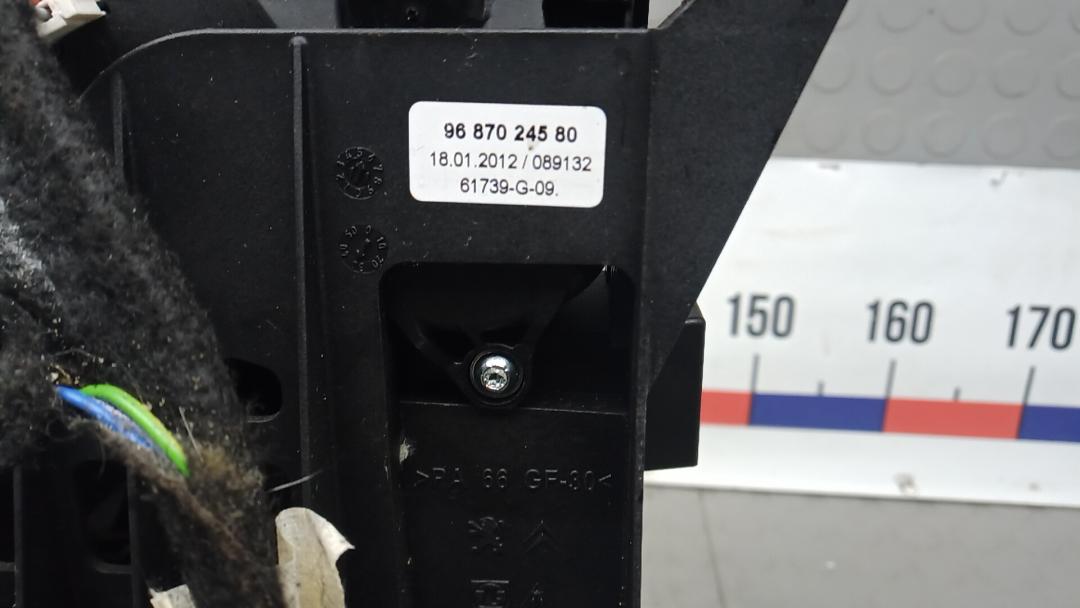 96 870 245 80
18.01.2012 / 089132
61739-G-09.
150 160 170
>PA 66 GF-30<